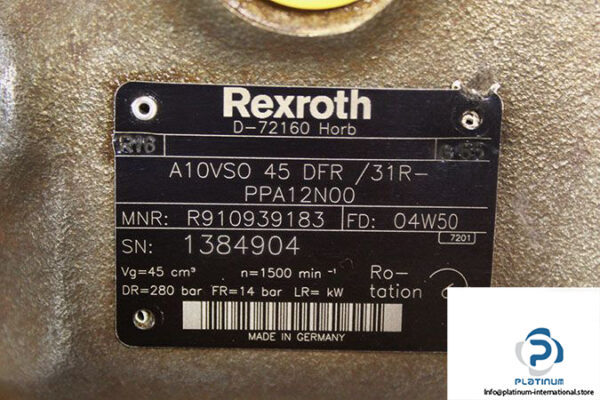 Rexroth
D-72160 Horb
A10VSO 45 DFR /31R-
PPA12N00
MNR: R910939183 FD: 04W50
7201
SN: 1384904
Vg=45 cm³ n=1500 min⁻¹ Ro-
DR=280 bar FR=14 bar LR= kW tation
MADE IN GERMANY
PLATINUM
Info@platinum-international.store